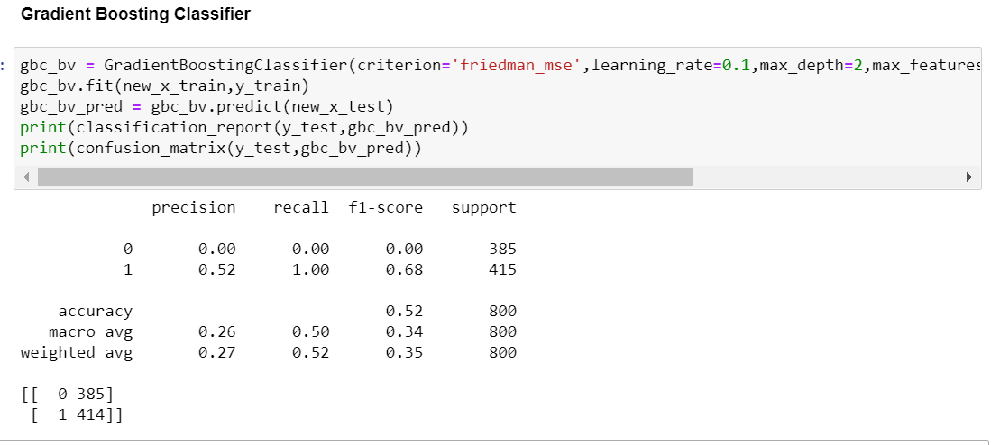 Gradient Boosting Classifier
: gbc_bv = GradientBoostingClassifier(criterion='friedman_mse',learning_rate=0.1,max_depth=2,max_features
gbc_bv.fit(new_x_train,y_train)
gbc_bv_pred = gbc_bv.predict(new_x_test)
print(classification_report(y_test,gbc_bv_pred))
print(confusion_matrix(y_test,gbc_bv_pred))
precision recall f1-score support
0 0.00 0.00 0.00 385
1 0.52 1.00 0.68 415
accuracy 0.52 800
macro avg 0.26 0.50 0.34 800
weighted avg 0.27 0.52 0.35 800
[[ 0 385]
[ 1 414]]